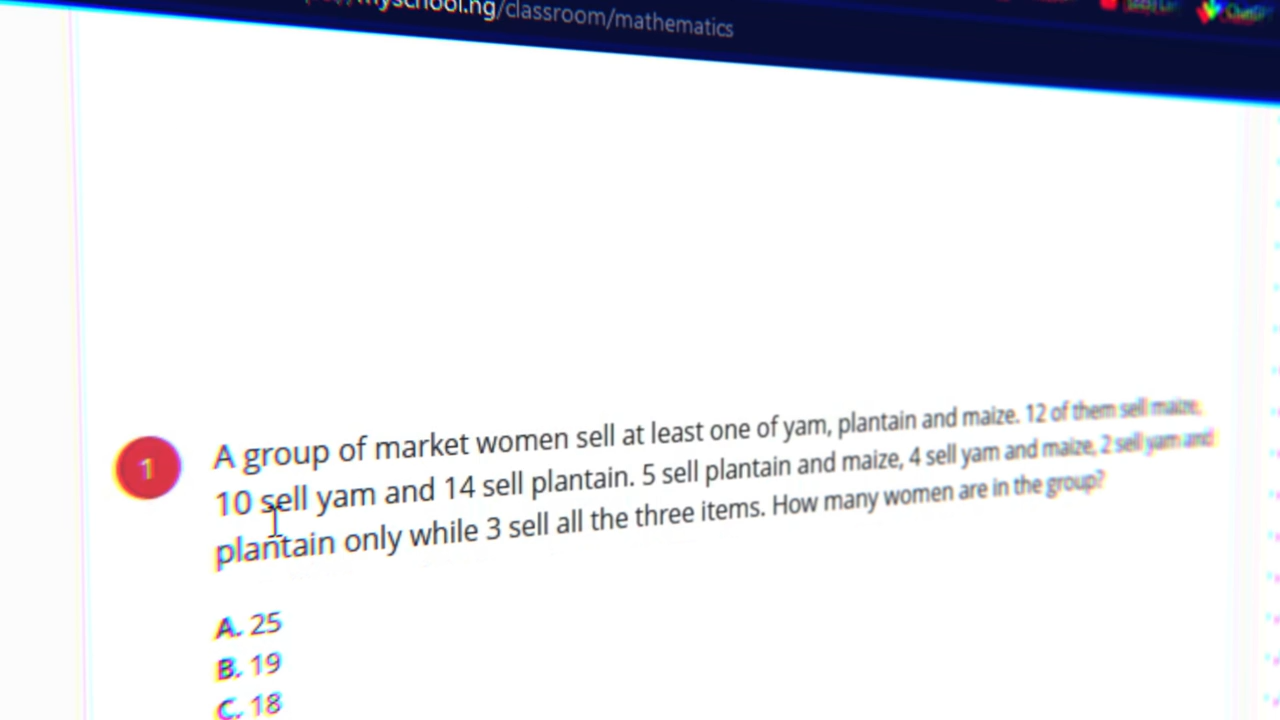 myschool.ng/classroom/mathematics
1
A group of market women sell at least one of yam, plantain and maize. 12 of them sell maize,
10 sell yam and 14 sell plantain. 5 sell plantain and maize, 4 sell yam and maize, 2 sell yam and
plantain only while 3 sell all the three items. How many women are in the group?
A. 25
B. 19
C. 18